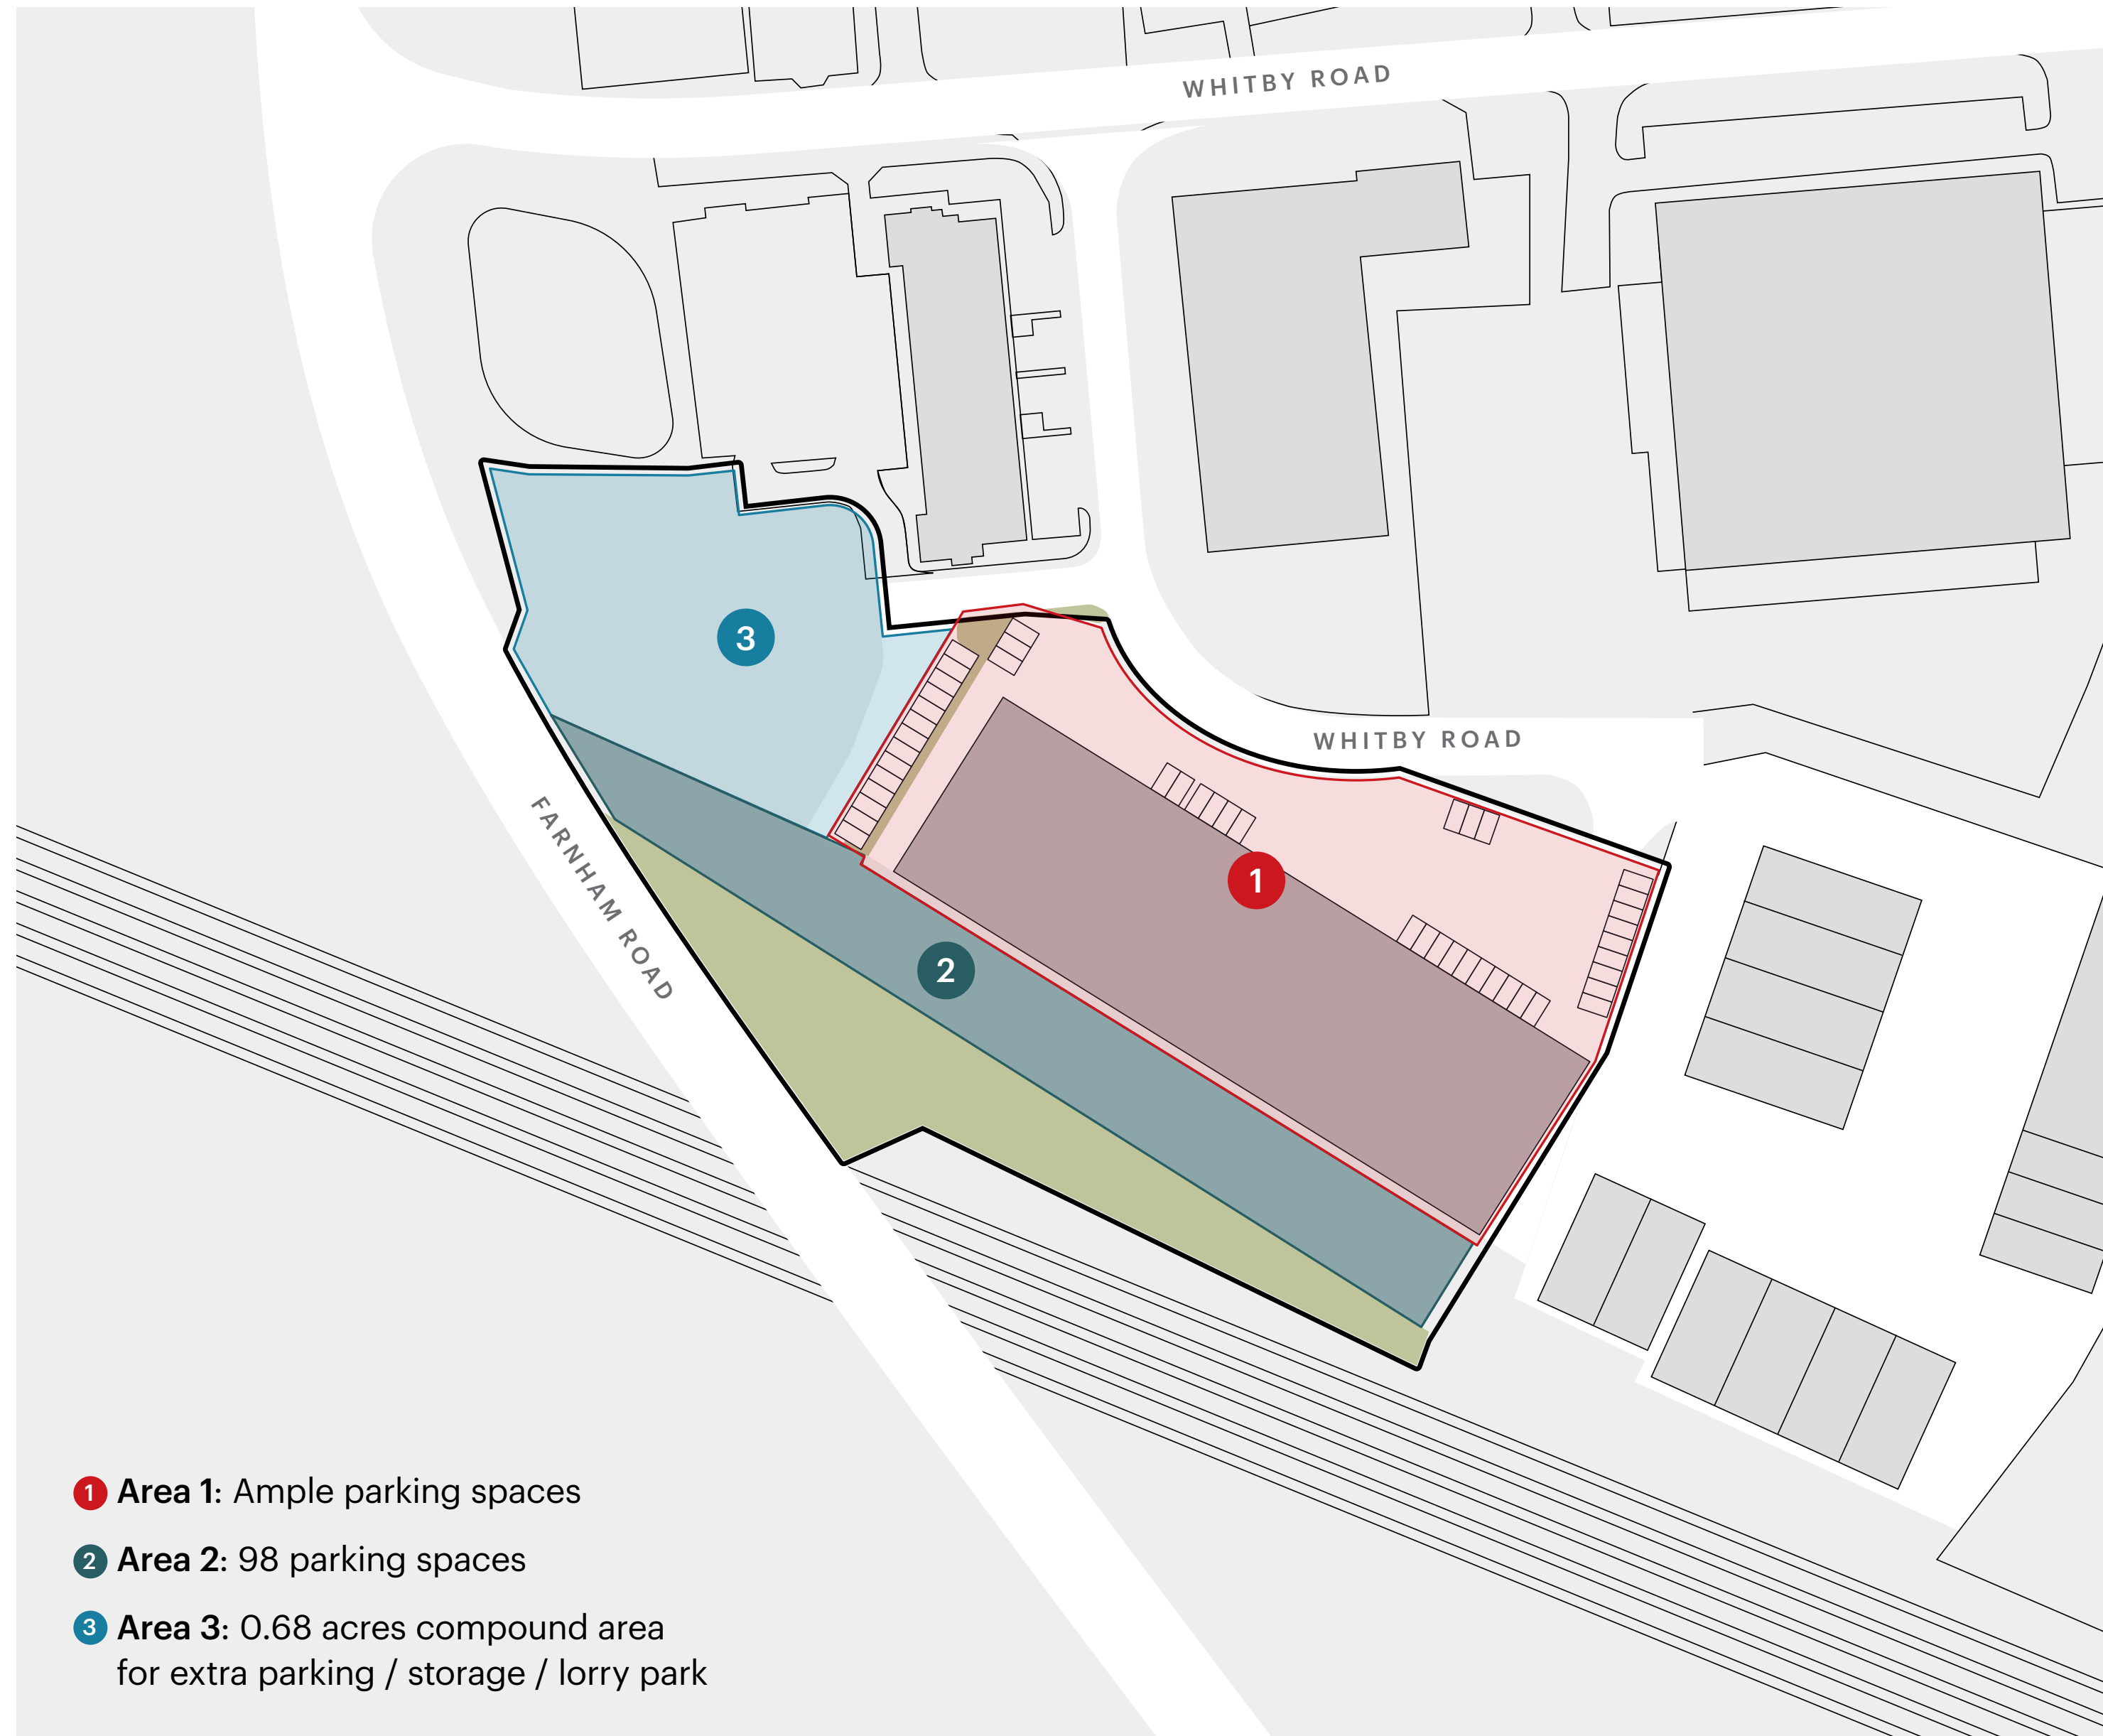 WHITBY ROAD
3
WHITBY ROAD
FARNHAM ROAD
1
2
1 Area 1: Ample parking spaces
2 Area 2: 98 parking spaces
3 Area 3: 0.68 acres compound area
for extra parking / storage / lorry park